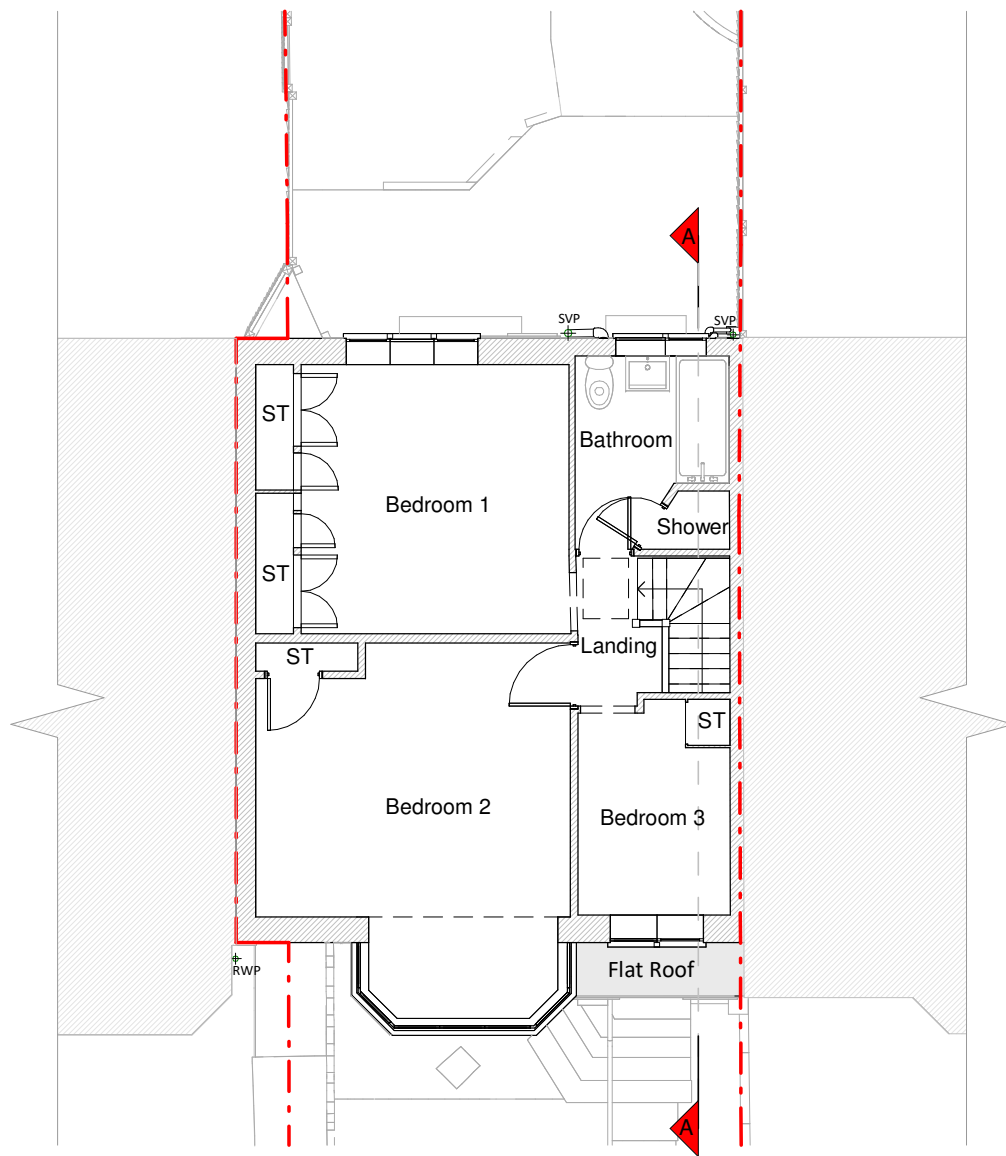 A
SVP
SVP
ST
Bathroom
Bedroom 1
Shower
ST
Landing
ST
ST
Bedroom 2
Bedroom 3
RWP
Flat Roof
A